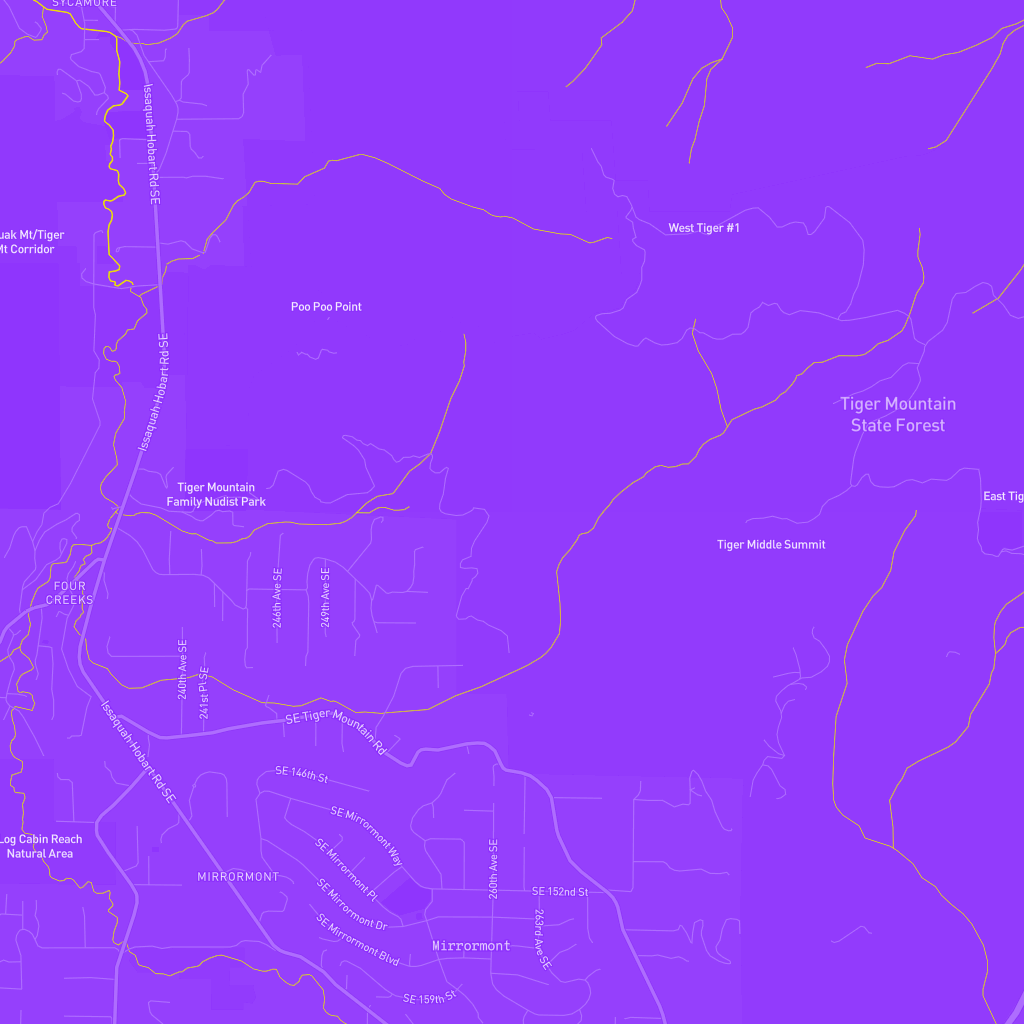 SYCAMORE
Issaquah Hobart Rd SE
uak Mt/Tiger
Mt Corridor
West Tiger #1
Poo Poo Point
Issaquah Hobart Rd SE
Tiger Mountain
State Forest
Tiger Mountain
Family Nudist Park
East Tig
Tiger Middle Summit
FOUR
CREEKS
246th Ave SE
249th Ave SE
240th Ave SE
241st Pl SE
Issaquah Hobart Rd SE
SE Tiger Mountain Rd
SE 146th St
SE Mirrormont Way
Log Cabin Reach
Natural Area
SE Mirrormont Pl
260th Ave SE
MIRRORMONT
SE Mirrormont Dr
SE 152nd St
263rd Ave SE
SE Mirrormont Blvd
Mirrormont
SE 159th St